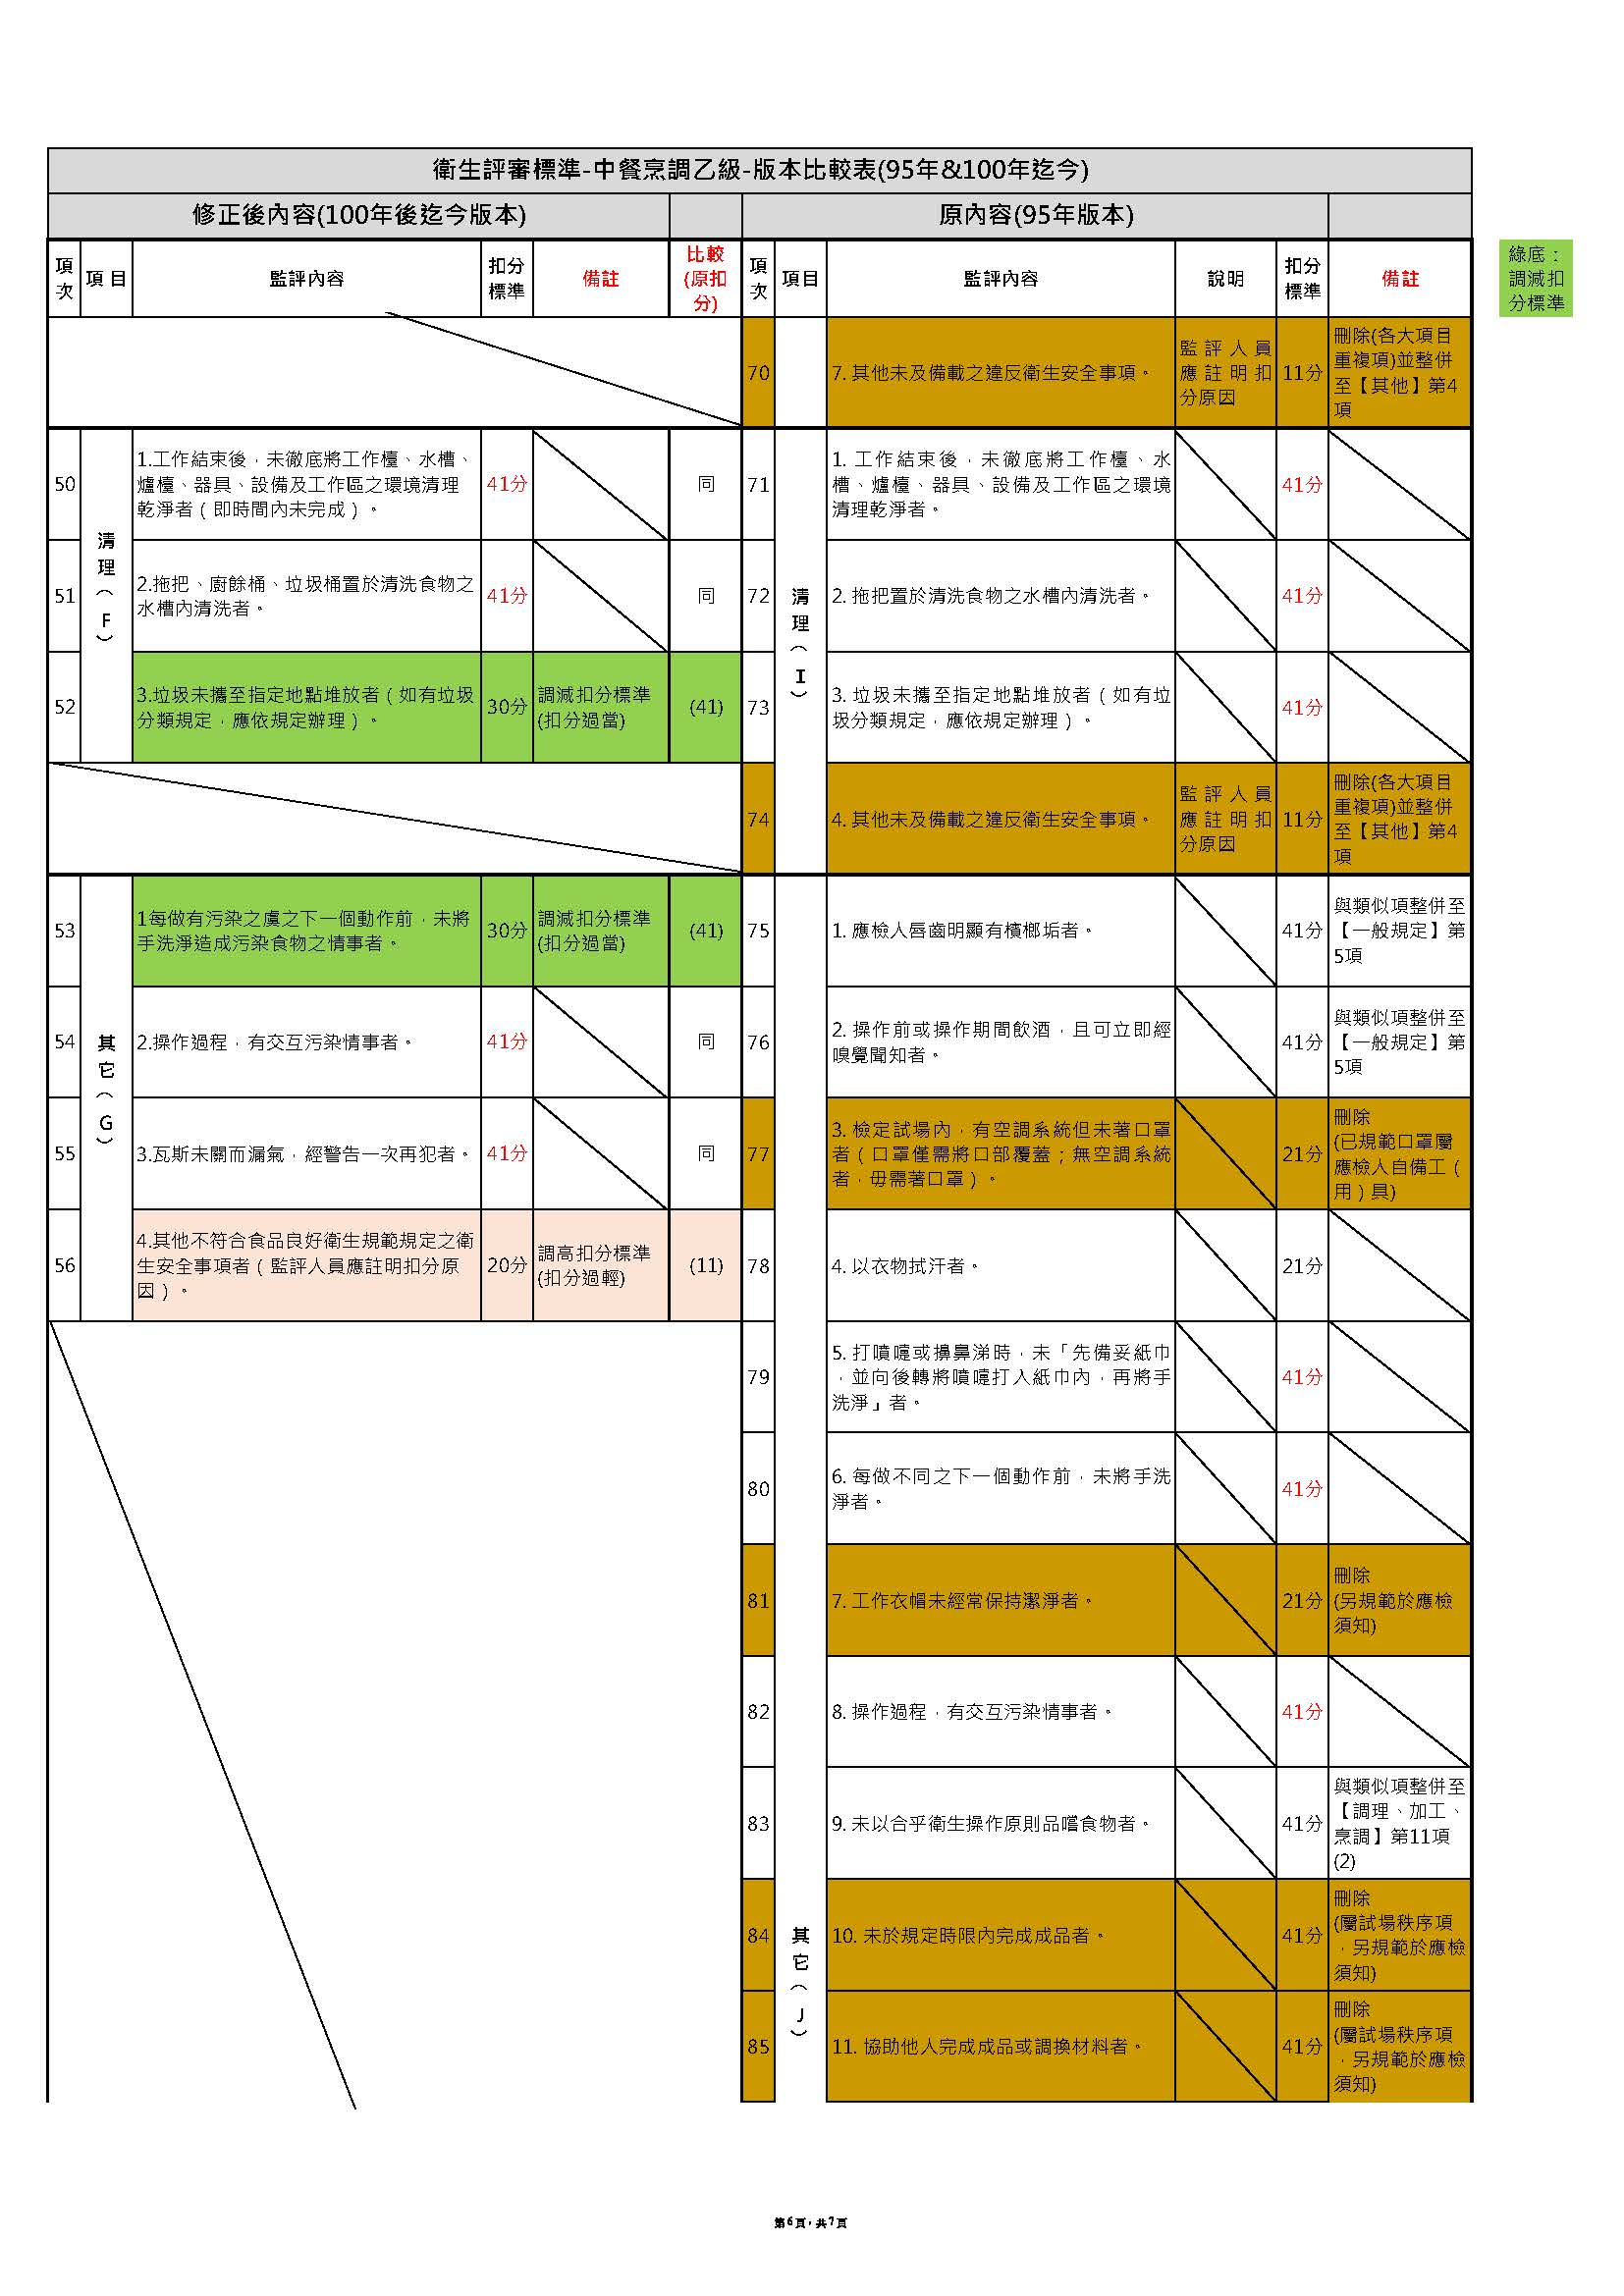 衛生評審標準-中餐烹調乙級-版本比較表(95年&100年迄今)
修正後內容(100年後迄今版本)
原內容(95年版本)
項次
項目
監評內容
扣分
標準
備註
比較
(原扣
分)
項次
項目
監評內容
說明
扣分
標準
備註
綠底：
調減扣
分標準
70
7. 其他未及備載之違反衛生安全事項。
監評人員
應註明扣
分原因
11分
刪除(各大項目
重複項)並整併
至【其他】第4
項
50
清理（F）
1.工作結束後，未徹底將工作檯、水槽、
爐檯、器具、設備及工作區之環境清理
乾淨者（即時間內未完成）。
41分
同
71
清理（I）
1. 工作結束後，未徹底將工作檯、水
槽、爐檯、器具、設備及工作區之環境
清理乾淨者。
41分
51
2.拖把、廚餘桶、垃圾桶置於清洗食物之
水槽內清洗者。
41分
同
72
2. 拖把置於清洗食物之水槽內清洗者。
41分
52
3.垃圾未攜至指定地點堆放者（如有垃圾
分類規定，應依規定辦理）。
30分
調減扣分標準
(扣分過當)
(41)
73
3. 垃圾未攜至指定地點堆放者（如有垃
圾分類規定，應依規定辦理）。
41分
74
4. 其他未及備載之違反衛生安全事項。
監評人員
應註明扣
分原因
11分
刪除(各大項目
重複項)並整併
至【其他】第4
項
53
其它（G）
1每做有污染之虞之下一個動作前，未將
手洗淨造成污染食物之情事者。
30分
調減扣分標準
(扣分過當)
(41)
75
其它（J）
1. 應檢人唇齒明顯有檳榔垢者。
41分
與類似項整併至
【一般規定】第
5項
54
2.操作過程，有交互污染情事者。
41分
同
76
2. 操作前或操作期間飲酒，且可立即經
嗅覺聞知者。
41分
與類似項整併至
【一般規定】第
5項
55
3.瓦斯未關而漏氣，經警告一次再犯者。
41分
同
77
3. 檢定試場內，有空調系統但未著口罩
者（口罩僅需將口部覆蓋；無空調系統
者，毋需著口罩）。
21分
刪除
(已規範口罩屬
應檢人自備工（
用）具)
56
4.其他不符合食品良好衛生規範規定之衛
生安全事項者（監評人員應註明扣分原
因）。
20分
調高扣分標準
(扣分過輕)
(11)
78
4. 以衣物拭汗者。
21分
79
5. 打噴嚏或擤鼻涕時，未「先備妥紙巾
，並向後轉將噴嚏打入紙巾內，再將手
洗淨」者。
41分
80
6. 每做不同之下一個動作前，未將手洗
淨者。
41分
81
7. 工作衣帽未經常保持潔淨者。
21分
刪除
(另規範於應檢
須知)
82
8. 操作過程，有交互污染情事者。
41分
83
9. 未以合乎衛生操作原則品嚐食物者。
41分
與類似項整併至
【調理、加工、
烹調】第11項
(2)
84
10. 未於規定時限內完成成品者。
41分
刪除
(屬試場秩序項
，另規範於應檢
須知)
85
11. 協助他人完成成品或調換材料者。
41分
刪除
(屬試場秩序項
，另規範於應檢
須知)
第6頁，共7頁